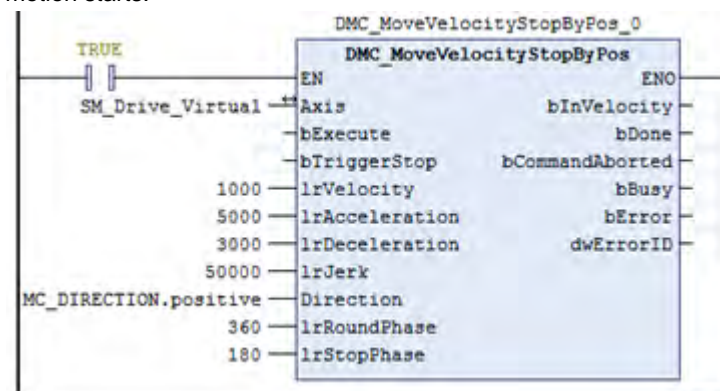 motion starts.
DMC_MoveVelocityStopByPos_0
TRUE
DMC_MoveVelocityStopByPos
EN ENO
SM_Drive_Virtual Axis bInVelocity
bExecute bDone
bTriggerStop bCommandAborted
1000 lrVelocity bBusy
5000 lrAcceleration bError
3000 lrDeceleration dwErrorID
50000 lrJerk
MC_DIRECTION.positive Direction
360 lrRoundPhase
180 lrStopPhase